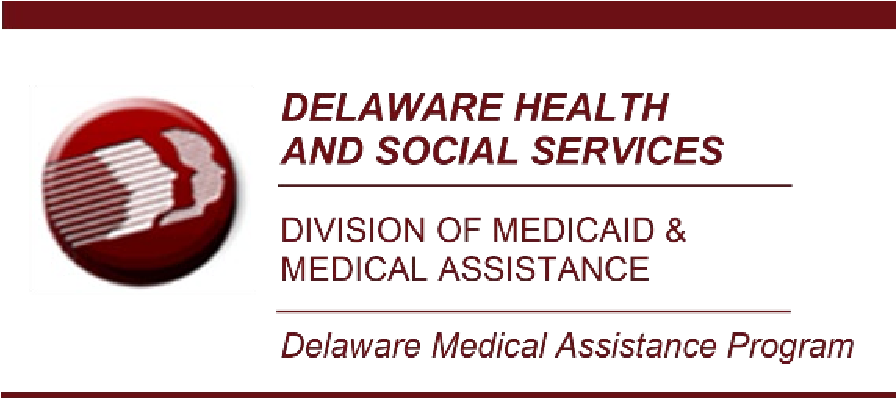 DELAWARE HEALTH
AND SOCIAL SERVICES
DIVISION OF MEDICAID &
MEDICAL ASSISTANCE
Delaware Medical Assistance Program